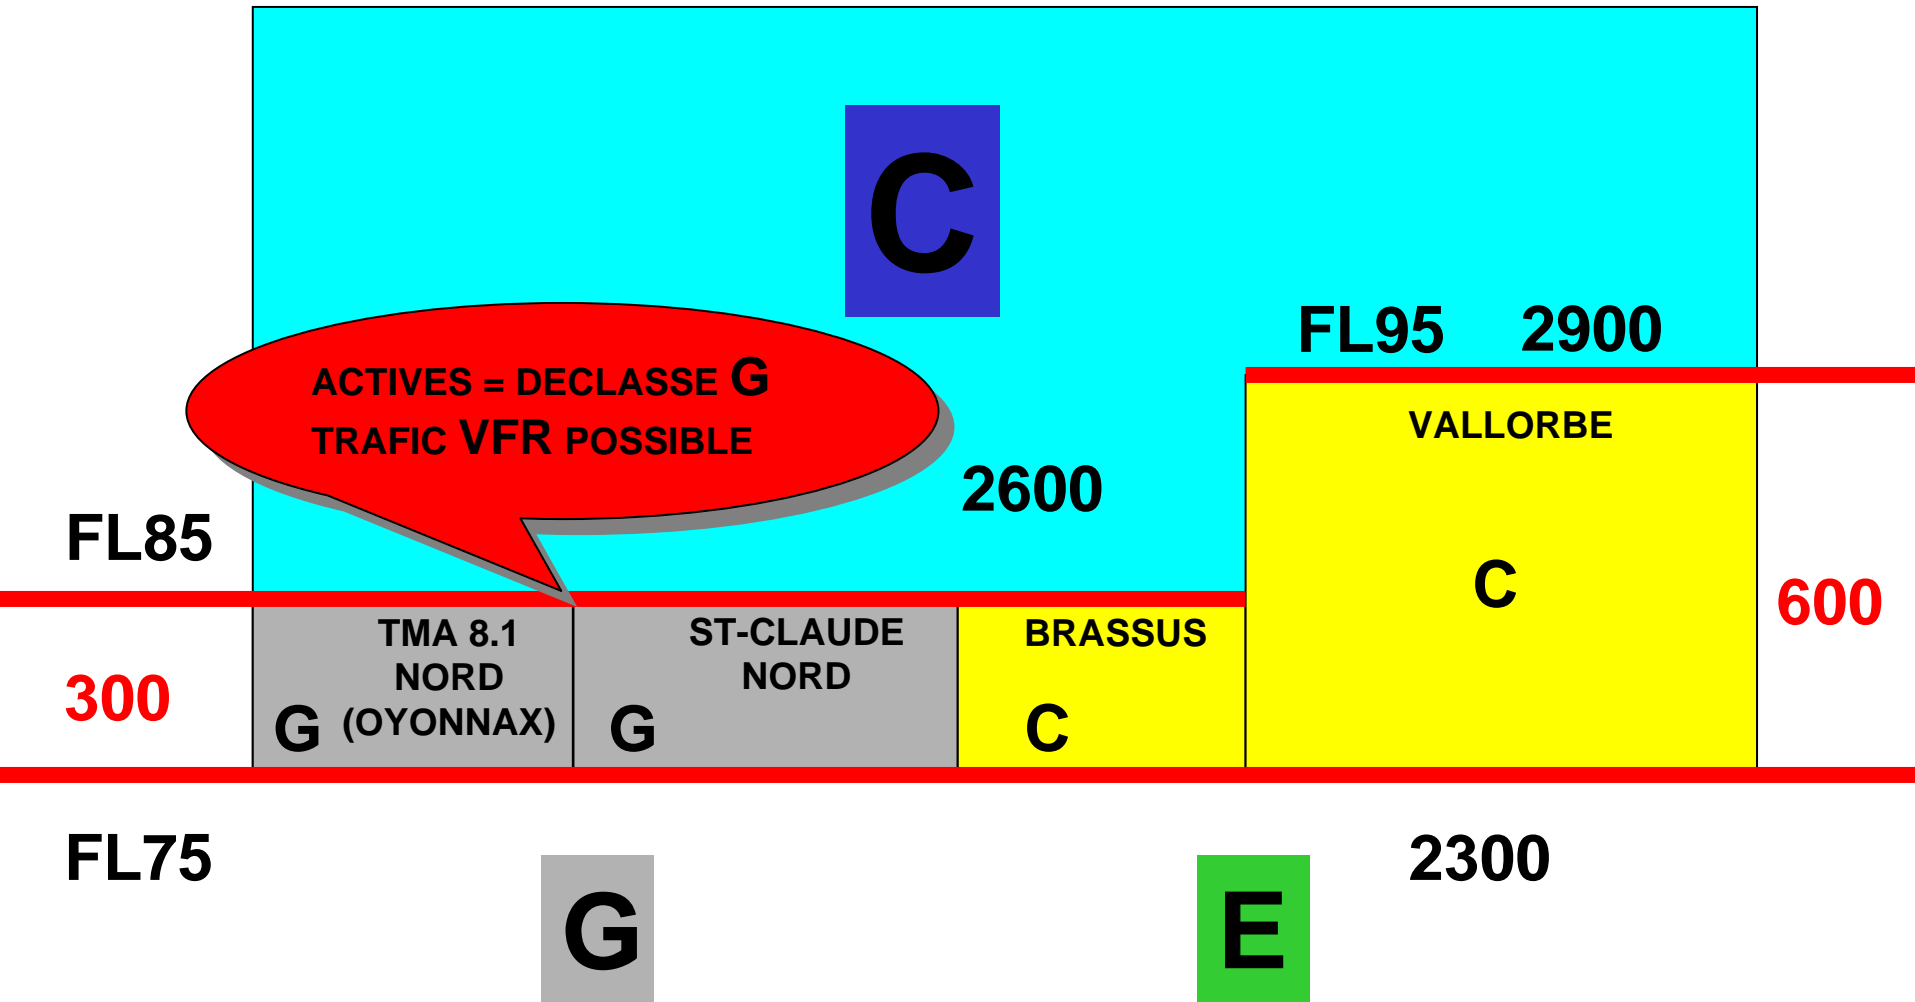 C
FL95 2900
ACTIVES = DECLASSE G
TRAFIC VFR POSSIBLE
VALLORBE
2600
FL85
C
600
TMA 8.1
NORD
(OYONNAX)
G
ST-CLAUDE
NORD
G
BRASSUS
C
300
FL75
2300
G
E